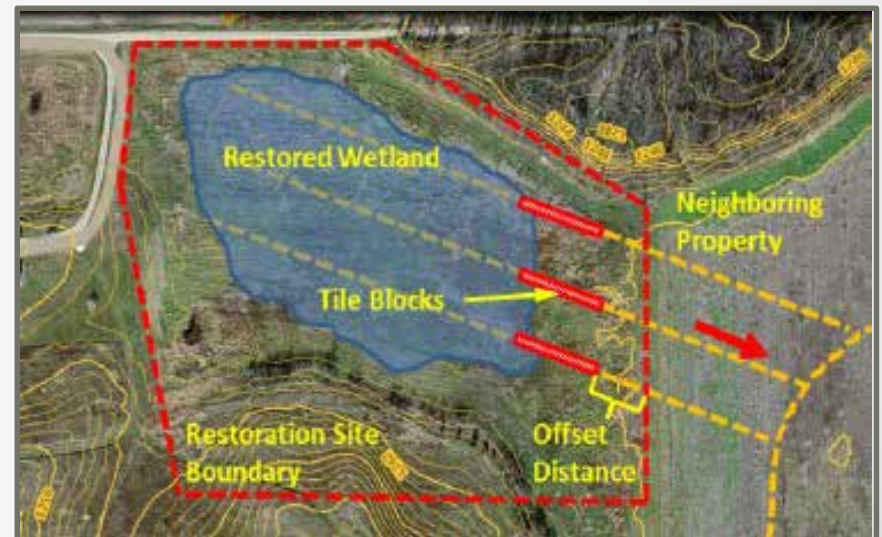 Restored Wetland
Neighboring
Property
Tile Blocks
Restoration Site
Boundary
Offset
Distance